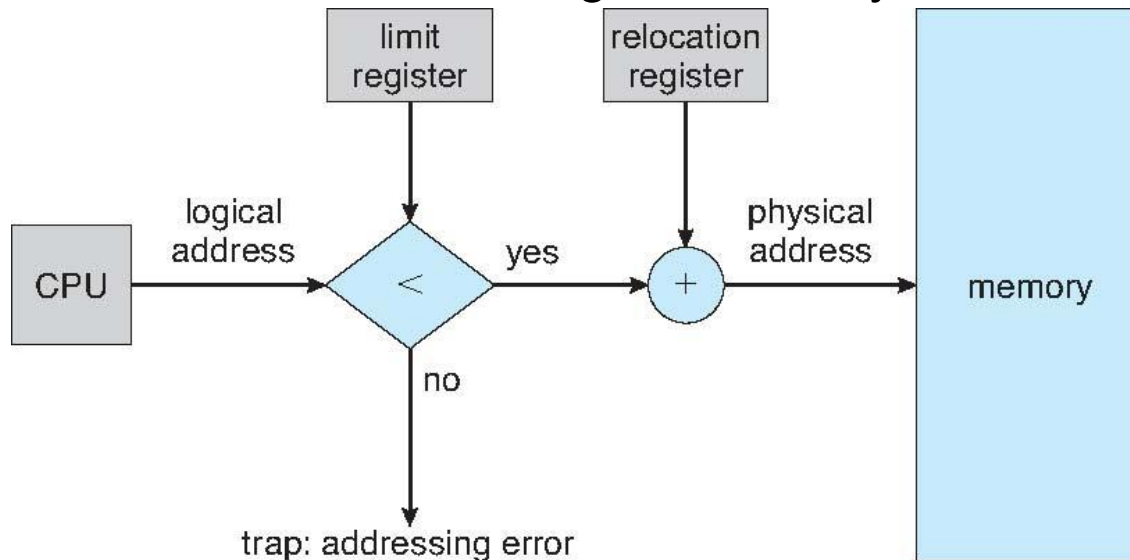 limit
register
relocation
register
logical
address
physical
address
CPU
<
yes
+
memory
no
trap: addressing error